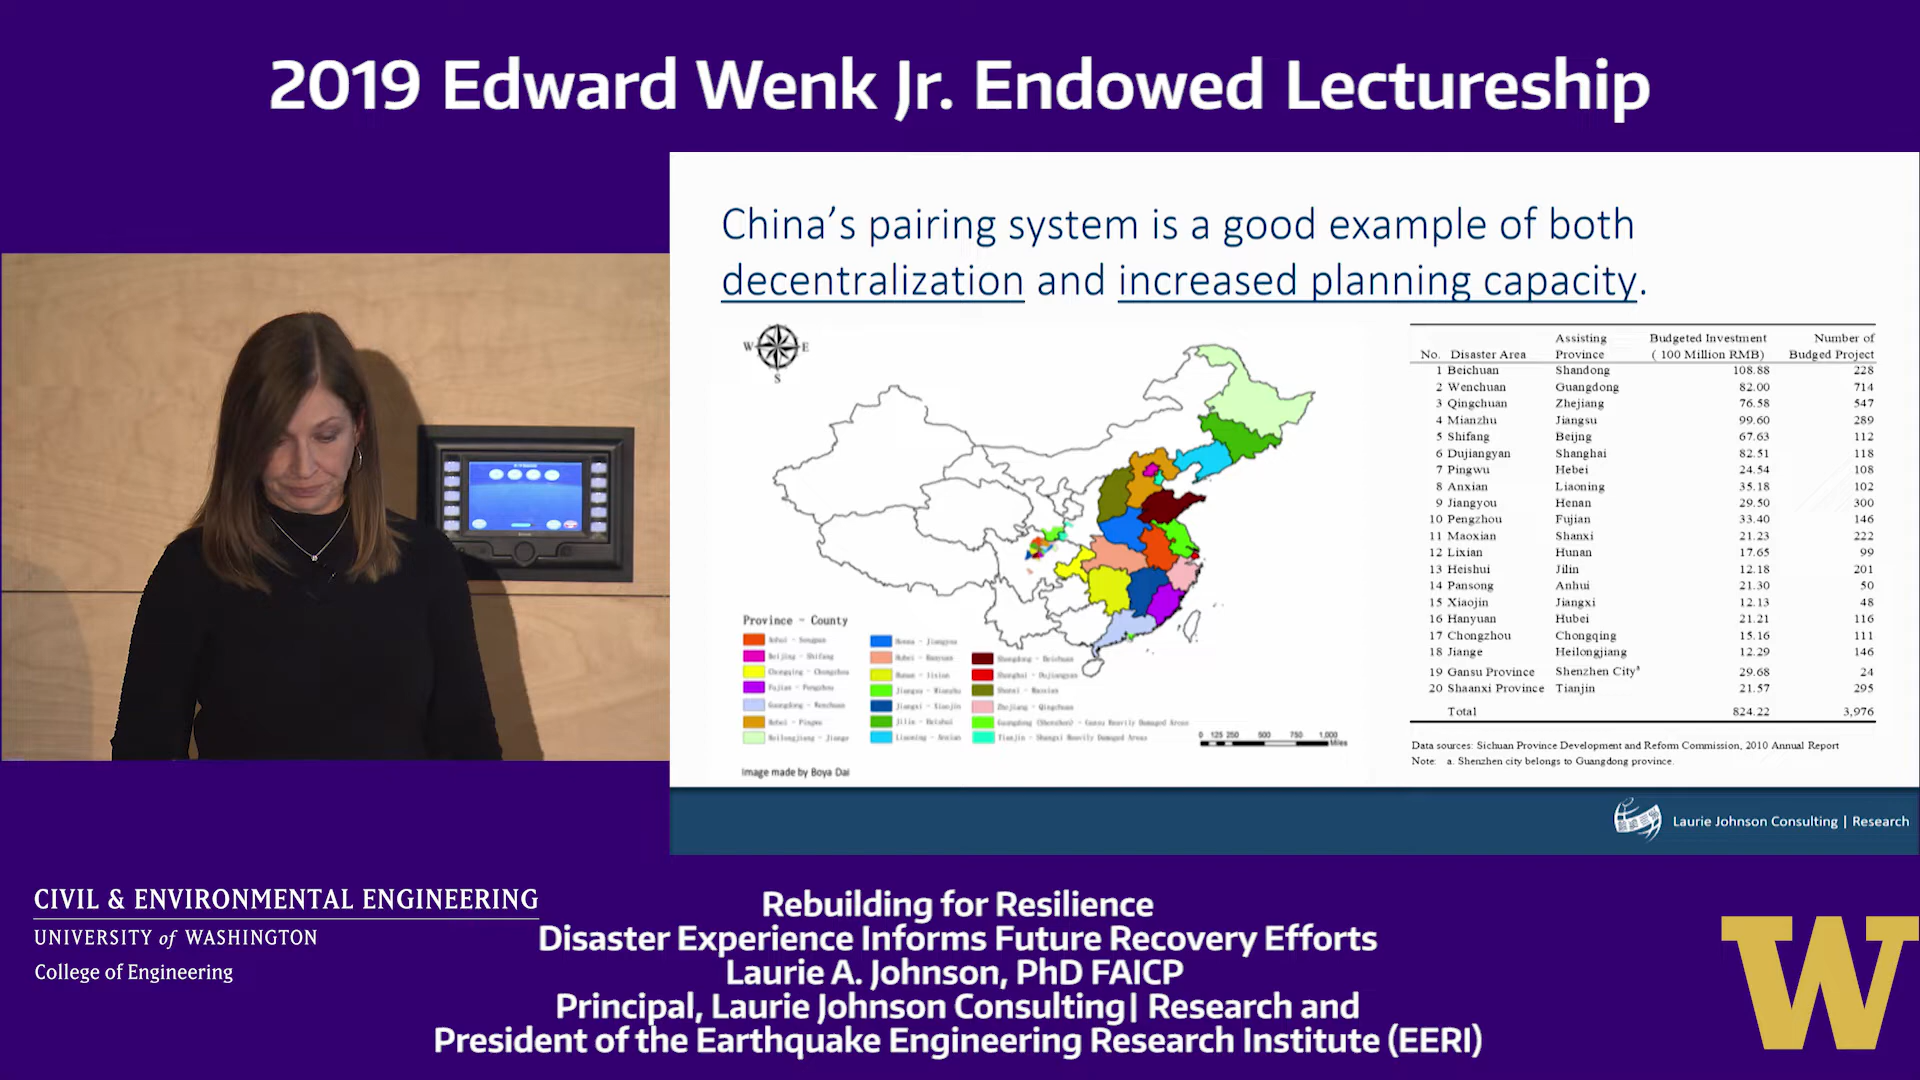 2019 Edward Wenk Jr. Endowed Lectureship
China’s pairing system is a good example of both
decentralization and increased planning capacity.
W E
S
Province - County
Image made by Boya Dai
0 125 250 500 750 1,000
Miles
Assisting Budgeted Investment Number of
No. Disaster Area Province ( 100 Million RMB) Budged Project
1 Beichuan Shandong 108.88 228
2 Wenchuan Guangdong 82.00 714
3 Qingchuan Zhejiang 76.58 547
4 Mianzhu Jiangsu 99.60 289
5 Shifang Beijng 67.63 112
6 Dujiangyan Shanghai 82.51 118
7 Pingwu Hebei 24.54 108
8 Anxian Liaoning 35.18 102
9 Jiangyou Henan 29.50 300
10 Pengzhou Fujian 33.40 146
11 Maoxian Shanxi 21.23 222
12 Lixian Hunan 17.65 99
13 Heishui Jilin 12.18 201
14 Pansong Anhui 21.30 50
15 Xiaojin Jiangxi 12.13 48
16 Hanyuan Hubei 21.21 116
17 Chongzhou Chongqing 15.16 111
18 Jiange Heilongjiang 12.29 146
19 Gansu Province Shenzhen Cityª 29.68 24
20 Shaanxi Province Tianjin 21.57 295
Total 824.22 3,976
Data sources: Sichuan Province Development and Reform Commission, 2010 Annual Report
Note: a. Shenzhen city belongs to Guangdong province.
Laurie Johnson Consulting | Research
CIVIL & ENVIRONMENTAL ENGINEERING
UNIVERSITY of WASHINGTON
College of Engineering
Rebuilding for Resilience
Disaster Experience Informs Future Recovery Efforts
Laurie A. Johnson, PhD FAICP
Principal, Laurie Johnson Consulting| Research and
President of the Earthquake Engineering Research Institute (EERI)
W